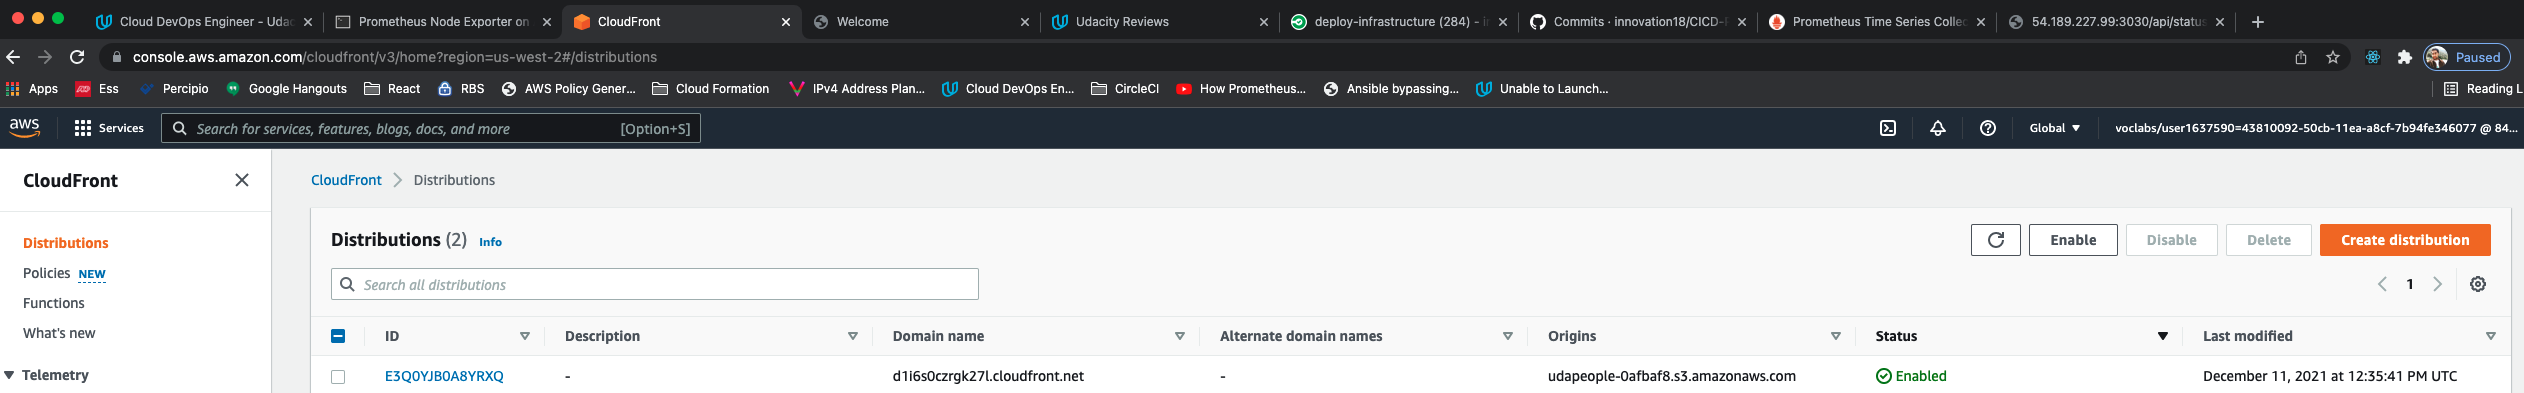 Cloud DevOps Engineer - Udac
Prometheus Node Exporter on
CloudFront
Welcome
Udacity Reviews
deploy-infrastructure (284) - in
Commits · innovation18/CICD-P
Prometheus Time Series Collec
54.189.227.99:3030/api/status
console.aws.amazon.com/cloudfront/v3/home?region=us-west-2#/distributions
Paused
Apps
Ess
Percipio
Google Hangouts
React
RBS
AWS Policy Gener...
Cloud Formation
IPv4 Address Plan...
Cloud DevOps En...
CircleCI
How Prometheus...
Ansible bypassing...
Unable to Launch...
Reading L
aws
Services
Search for services, features, blogs, docs, and more
[Option+S]
Global
voclabs/user1637590=43810092-50cb-11ea-a8cf-7b94fe346077 @ 84...
CloudFront
CloudFront
Distributions
Distributions
Policies NEW
Functions
What's new
Telemetry
Distributions (2) Info
Enable
Disable
Delete
Create distribution
Search all distributions
1
ID
Description
Domain name
Alternate domain names
Origins
Status
Last modified
E3Q0YJB0A8YRXQ
-
d1i6s0czrgk27l.cloudfront.net
-
udapeople-0afbaf8.s3.amazonaws.com
Enabled
December 11, 2021 at 12:35:41 PM UTC